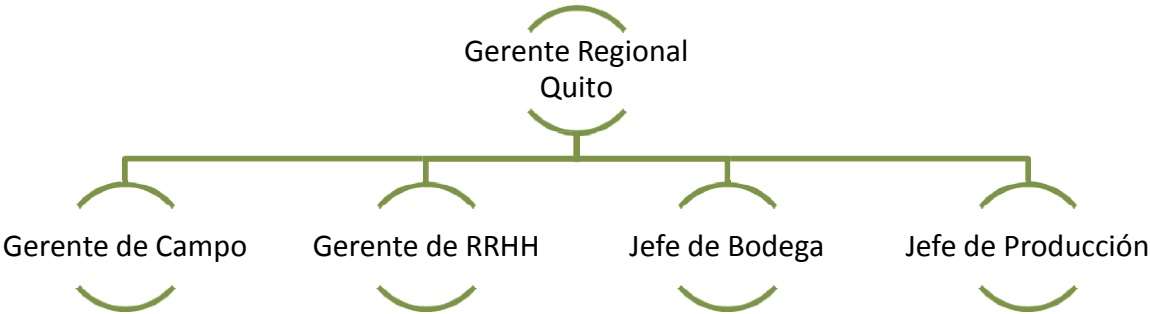 Gerente Regional
Quito
Gerente de Campo
Gerente de RRHH
Jefe de Bodega
Jefe de Producción